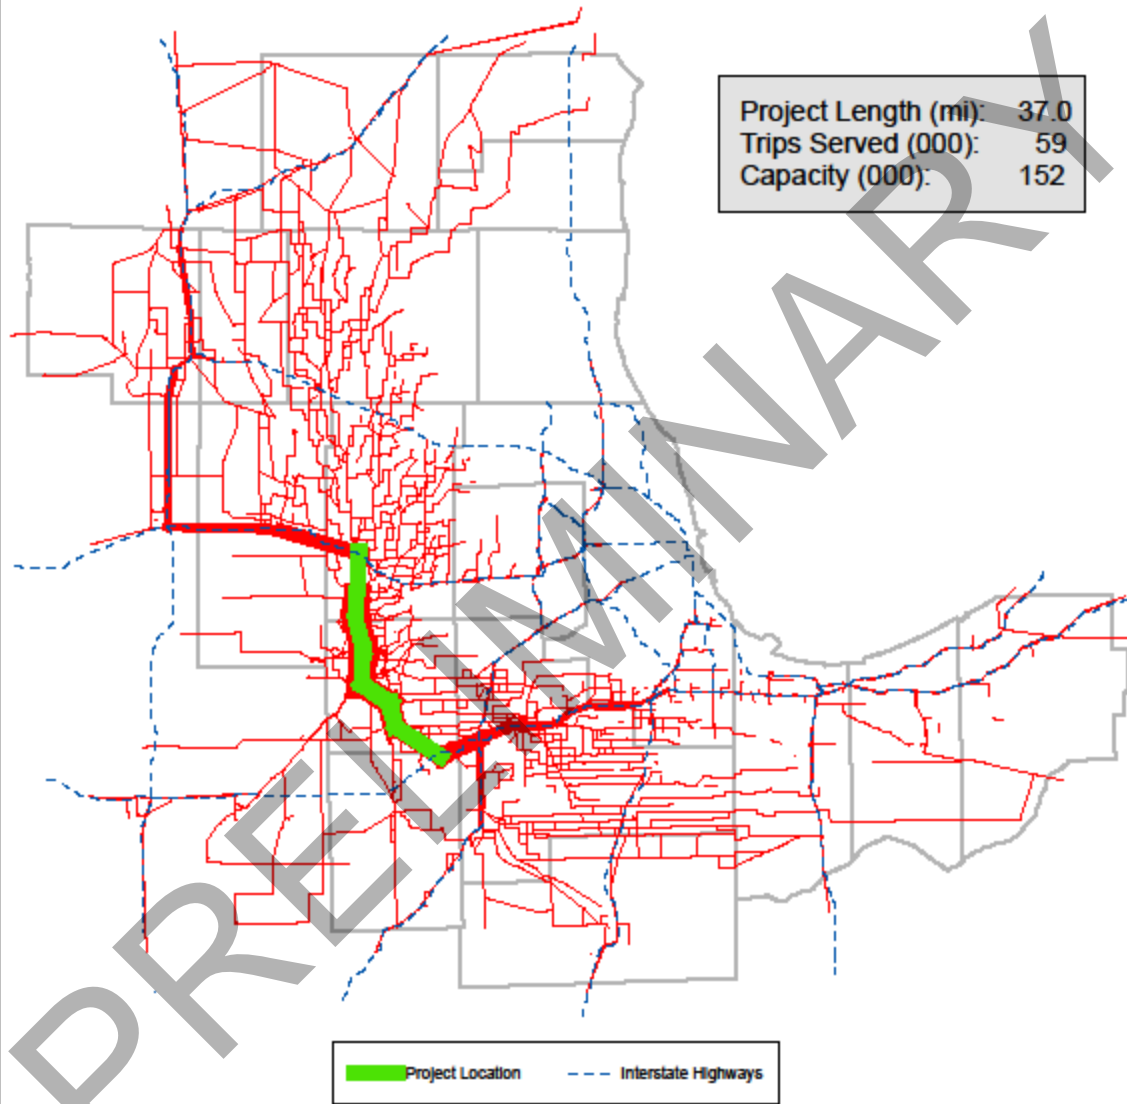 Project Length (mi): 37.0
Trips Served (000): 59
Capacity (000): 152
PRELIMINARY
Project Location
Interstate Highways